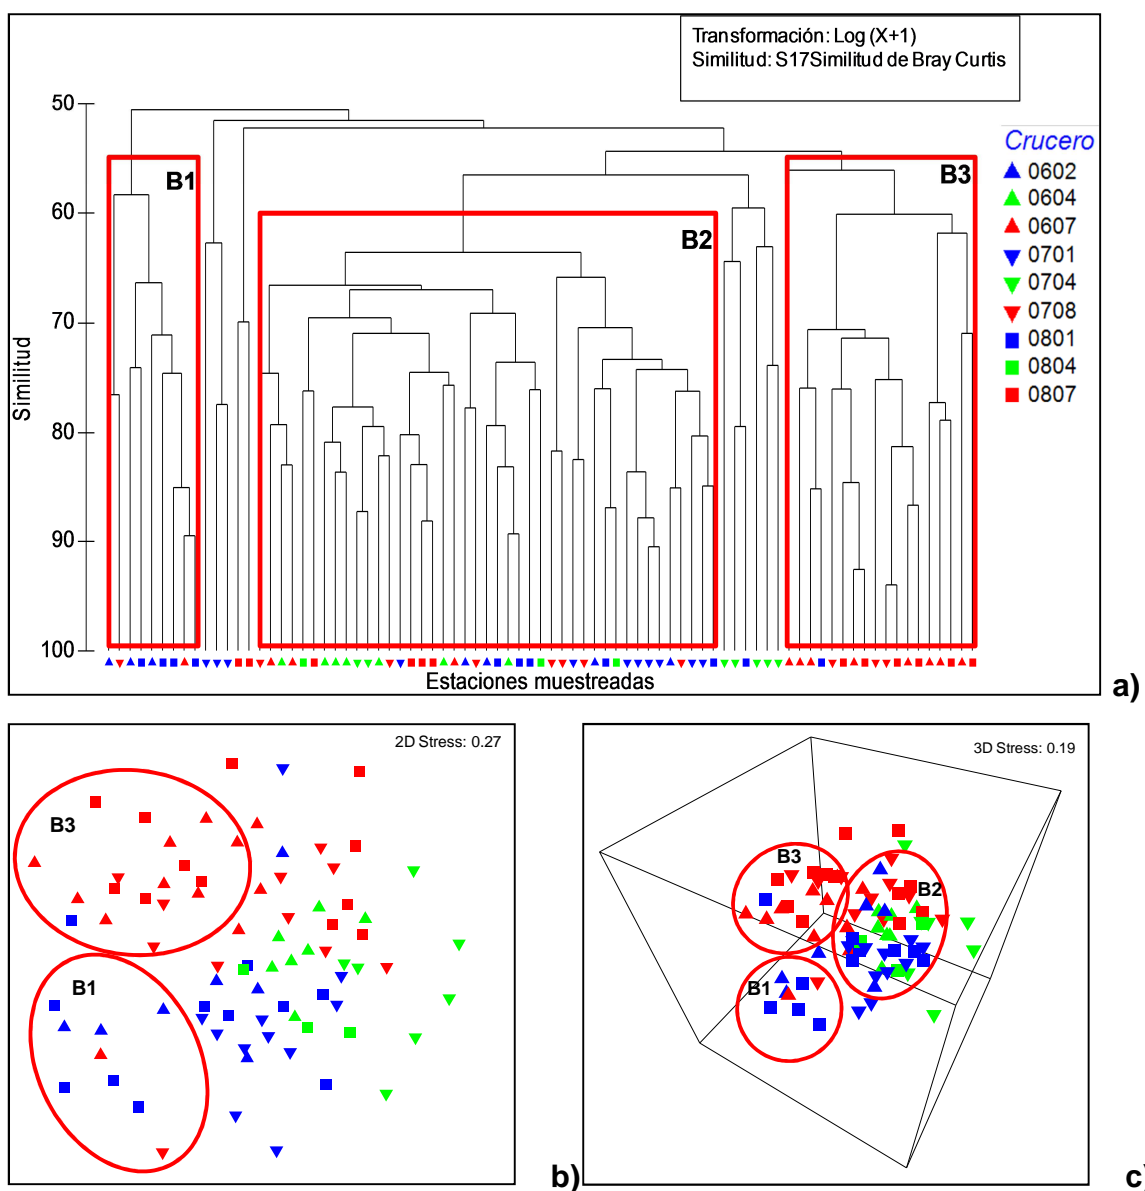 Transformación: Log (X+1)
Similitud: S17Similitud de Bray Curtis
50
60
70
80
90
100
Similitud
B1
B2
B3
Estaciones muestreadas
Crucero
0602
0604
0607
0701
0704
0708
0801
0804
0807
a)
2D Stress: 0.27
B3
B1
b)
3D Stress: 0.19
B3
B2
B1
c)